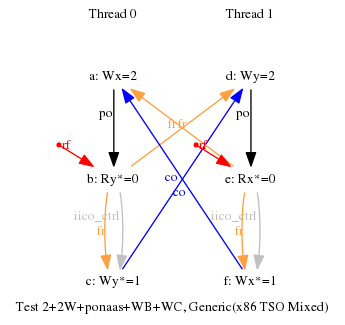 Thread 0 Thread 1
a: Wx=2 d: Wy=2
po po
fr fr
rf rf
b: Ry*=0 e: Rx*=0
co
co
iico_ctrl iico_ctrl
fr fr
c: Wy*=1 f: Wx*=1
Test 2+2W+ponaas+WB+WC, Generic(x86 TSO Mixed)